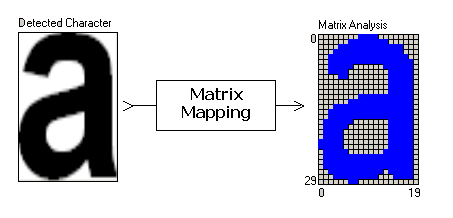 Detected Character
a
Matrix
Mapping
Matrix Analysis
0
a
29
0 19